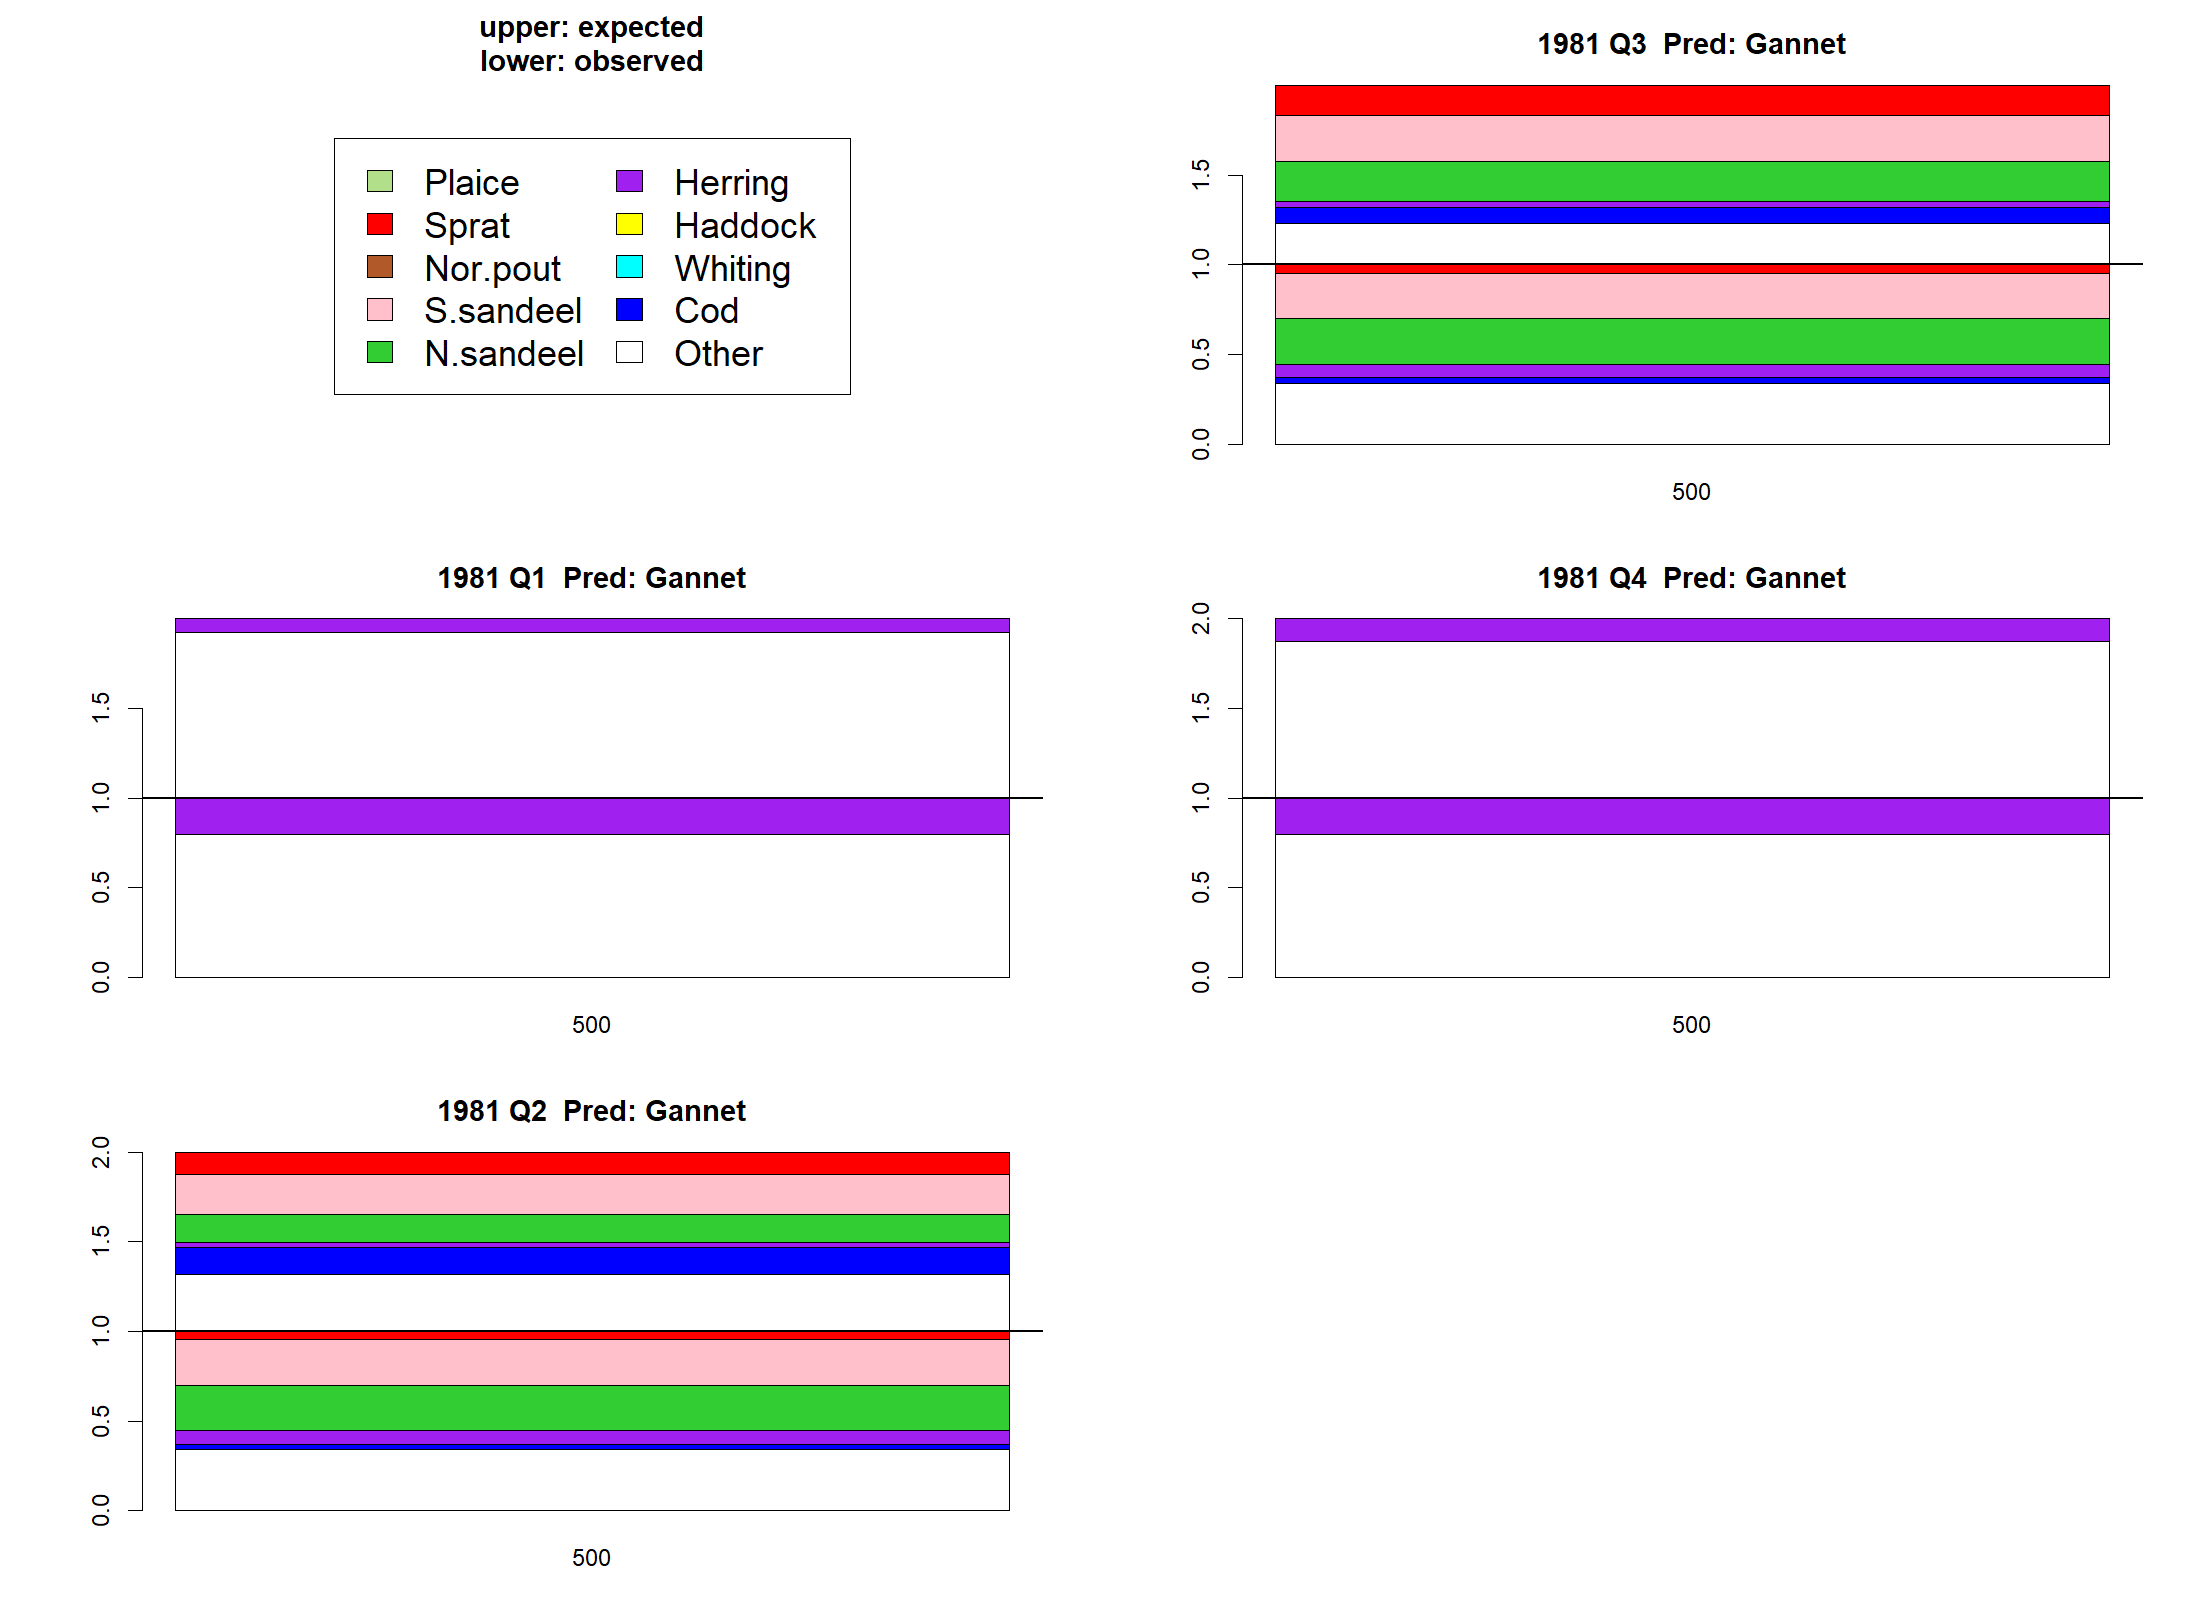 upper: expected
lower: observed
Plaice
Sprat
Nor.pout
S.sandeel
N.sandeel
Herring
Haddock
Whiting
Cod
Other
1981 Q1  Pred: Gannet
1.5
1.0
0.5
0.0
500
1981 Q2  Pred: Gannet
2.0
1.5
1.0
0.5
0.0
500
1981 Q3  Pred: Gannet
1.5
1.0
0.5
0.0
500
1981 Q4  Pred: Gannet
2.0
1.5
1.0
0.5
0.0
500